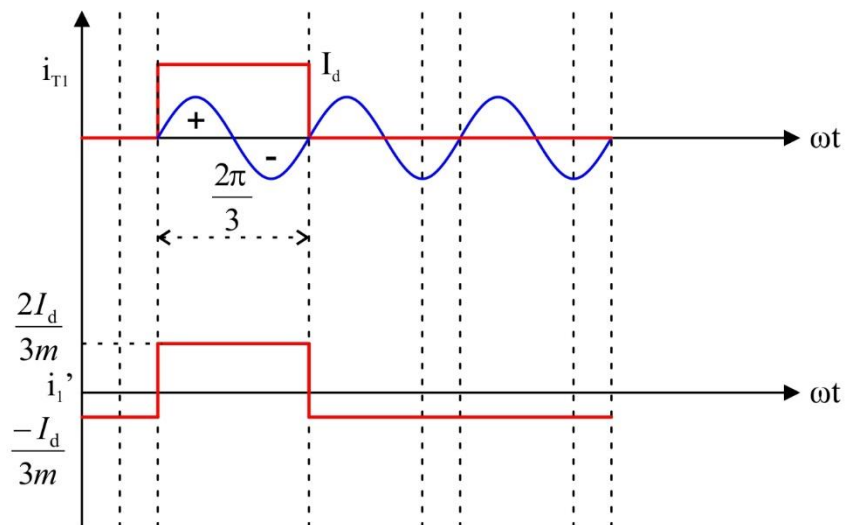 i_T1
I_d
+
-
ωt
2π/3
2I_d/3m
i_1’
ωt
-I_d/3m